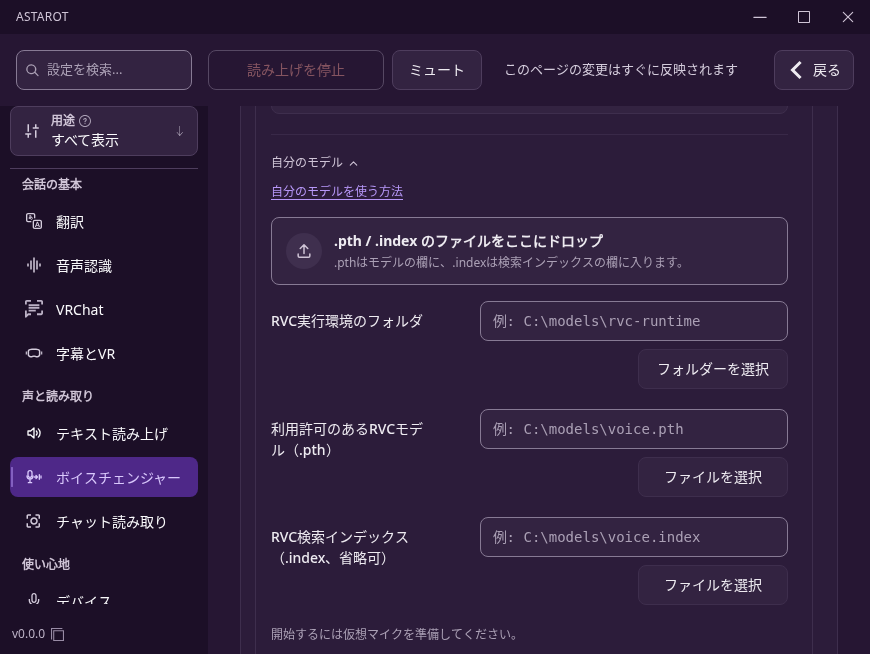 ASTAROT
設定を検索...
読み上げを停止
ミュート
このページの変更はすぐに反映されます
戻る
用途
すべて表示
会話の基本
翻訳
音声認識
VRChat
字幕とVR
声と読み取り
テキスト読み上げ
ボイスチェンジャー
チャット読み取り
使い心地
デバイス
v0.0.0
自分のモデル
自分のモデルを使う方法
.pth / .index のファイルをここにドロップ
.pthはモデルの欄に、.indexは検索インデックスの欄に入ります。
RVC実行環境のフォルダ
例: C:\models\rvc-runtime
フォルダーを選択
利用許可のあるRVCモデ
ル（.pth）
例: C:\models\voice.pth
ファイルを選択
RVC検索インデックス
（.index、省略可）
例: C:\models\voice.index
ファイルを選択
開始するには仮想マイクを準備してください。